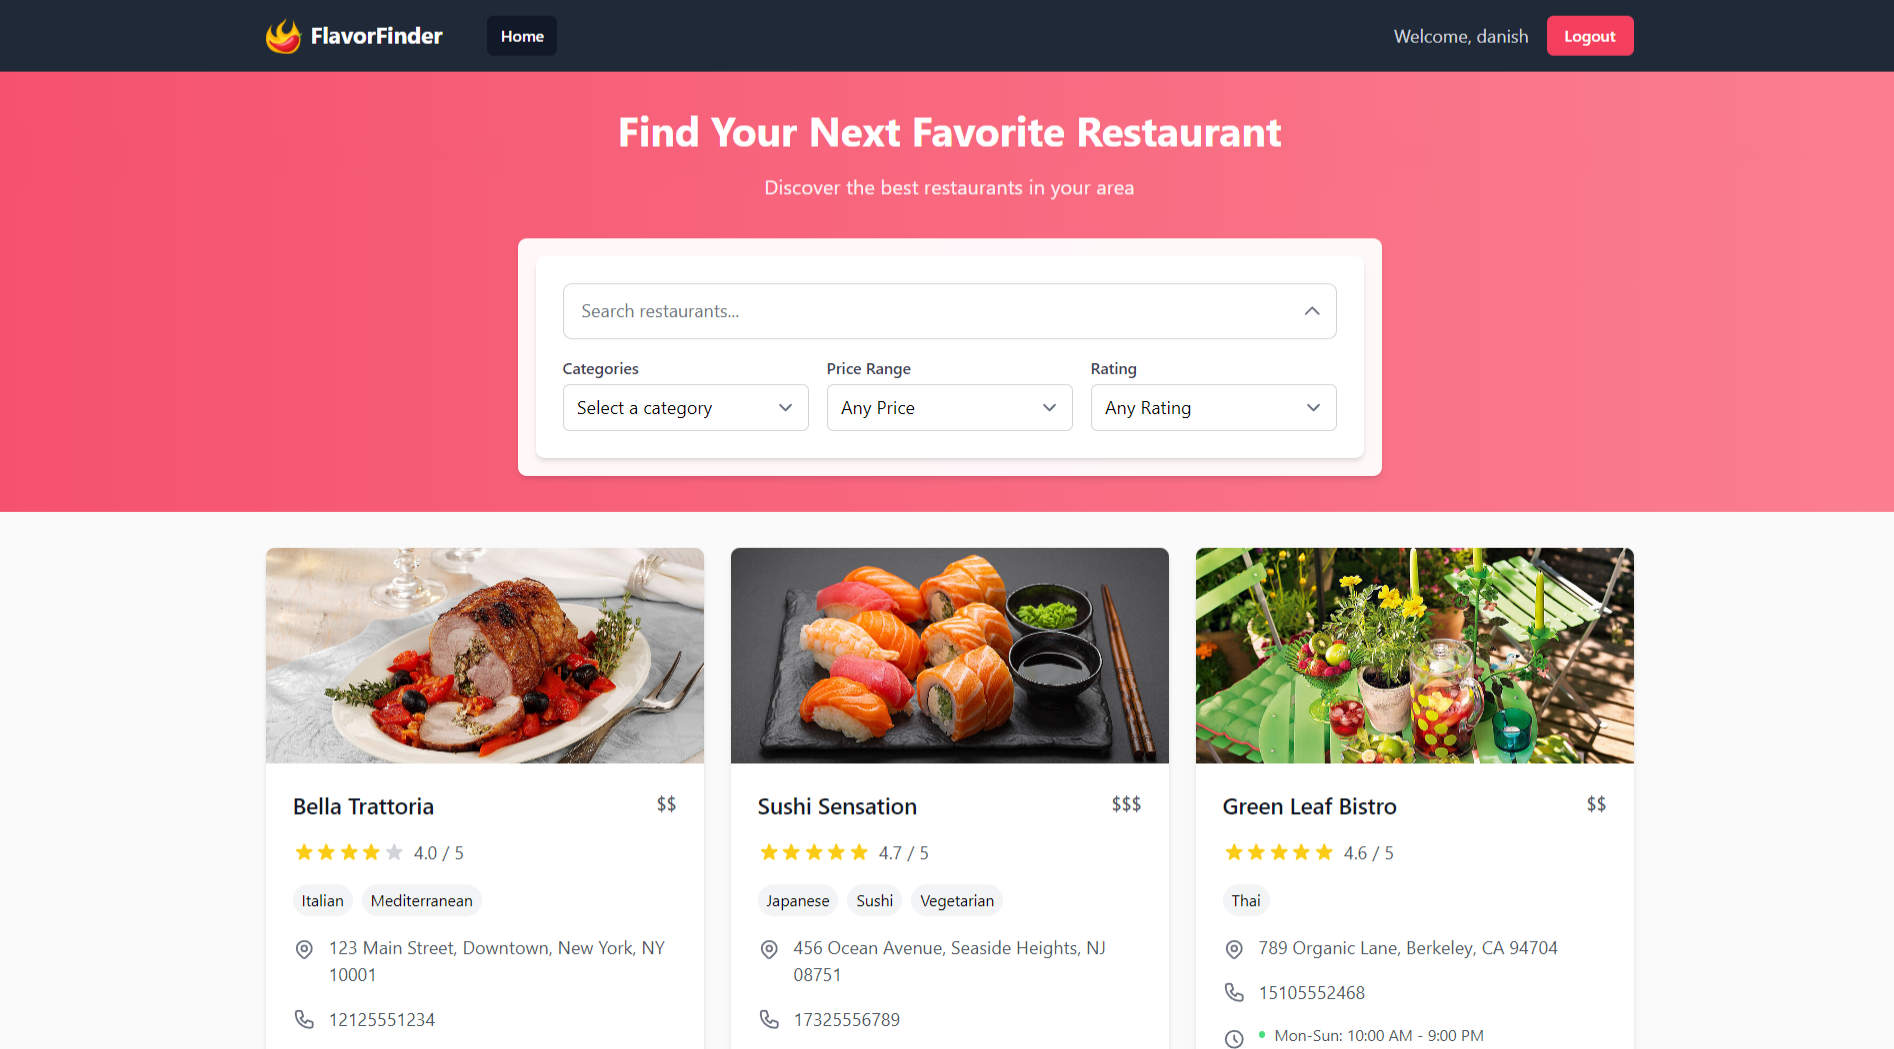 FlavorFinder
Home
Welcome, danish
Logout
Find Your Next Favorite Restaurant
Discover the best restaurants in your area
Search restaurants...
Categories
Price Range
Rating
Select a category
Any Price
Any Rating
Bella Trattoria
$$
4.0 / 5
Italian
Mediterranean
123 Main Street, Downtown, New York, NY
10001
12125551234
Sushi Sensation
$$$
4.7 / 5
Japanese
Sushi
Vegetarian
456 Ocean Avenue, Seaside Heights, NJ
08751
17325556789
Green Leaf Bistro
$$
4.6 / 5
Thai
789 Organic Lane, Berkeley, CA 94704
15105552468
Mon-Sun: 10:00 AM - 9:00 PM